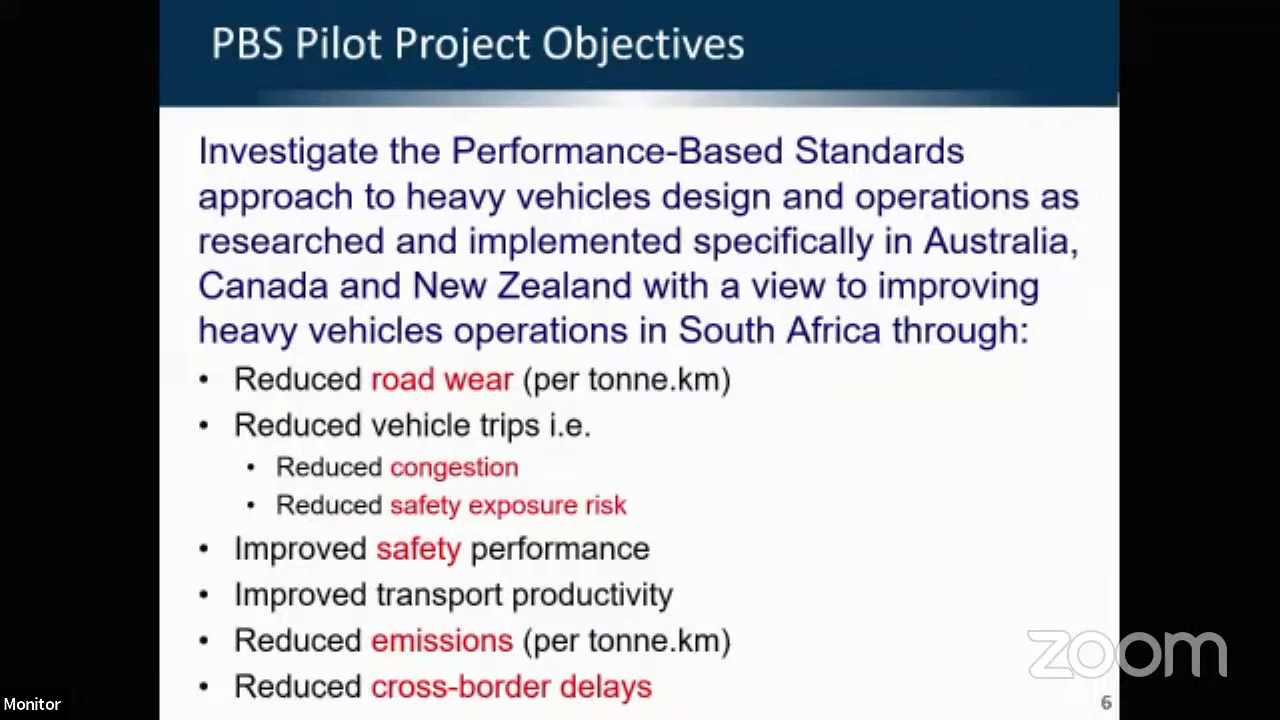 PBS Pilot Project Objectives
Investigate the Performance-Based Standards
approach to heavy vehicles design and operations as
researched and implemented specifically in Australia,
Canada and New Zealand with a view to improving
heavy vehicles operations in South Africa through:
• Reduced road wear (per tonne.km)
• Reduced vehicle trips i.e.
• Reduced congestion
• Reduced safety exposure risk
• Improved safety performance
• Improved transport productivity
• Reduced emissions (per tonne.km)
• Reduced cross-border delays
zoom
6
Monitor